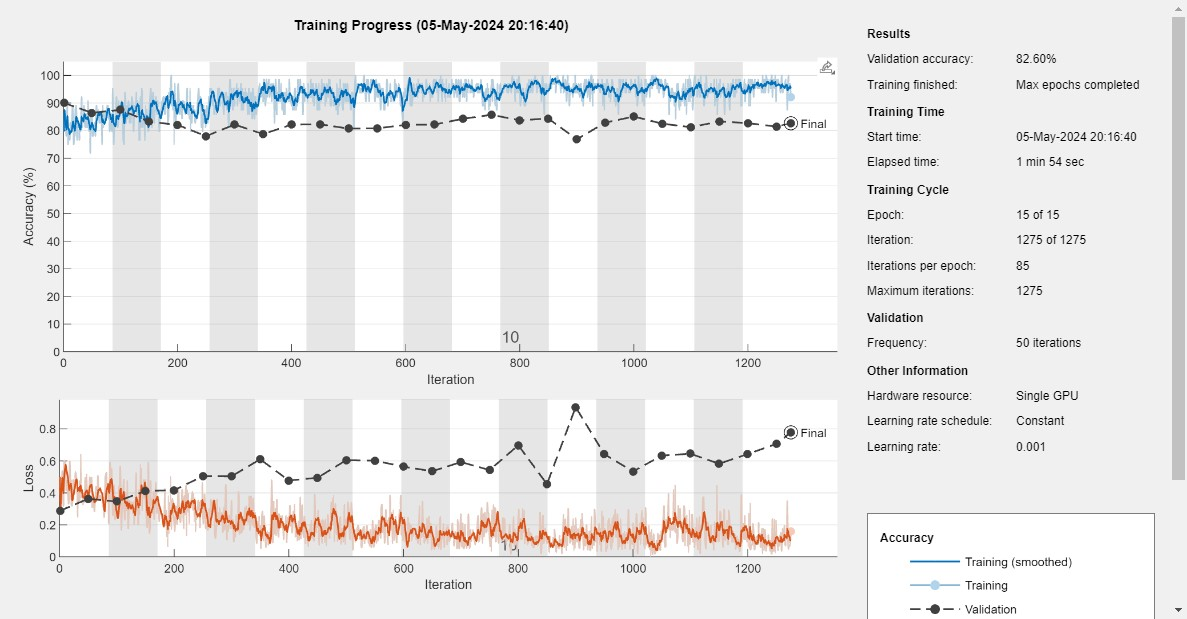 Training Progress (05-May-2024 20:16:40)
100
90
80
70
60
50
40
30
20
10
0
Accuracy (%)
10
Final
0 200 400 600 800 1000 1200
Iteration
0.8
0.6
0.4
0.2
0
Loss
Final
0 200 400 600 800 1000 1200
Iteration
Results
Validation accuracy: 82.60%
Training finished: Max epochs completed
Training Time
Start time: 05-May-2024 20:16:40
Elapsed time: 1 min 54 sec
Training Cycle
Epoch: 15 of 15
Iteration: 1275 of 1275
Iterations per epoch: 85
Maximum iterations: 1275
Validation
Frequency: 50 iterations
Other Information
Hardware resource: Single GPU
Learning rate schedule: Constant
Learning rate: 0.001
Accuracy
Training (smoothed)
Training
Validation